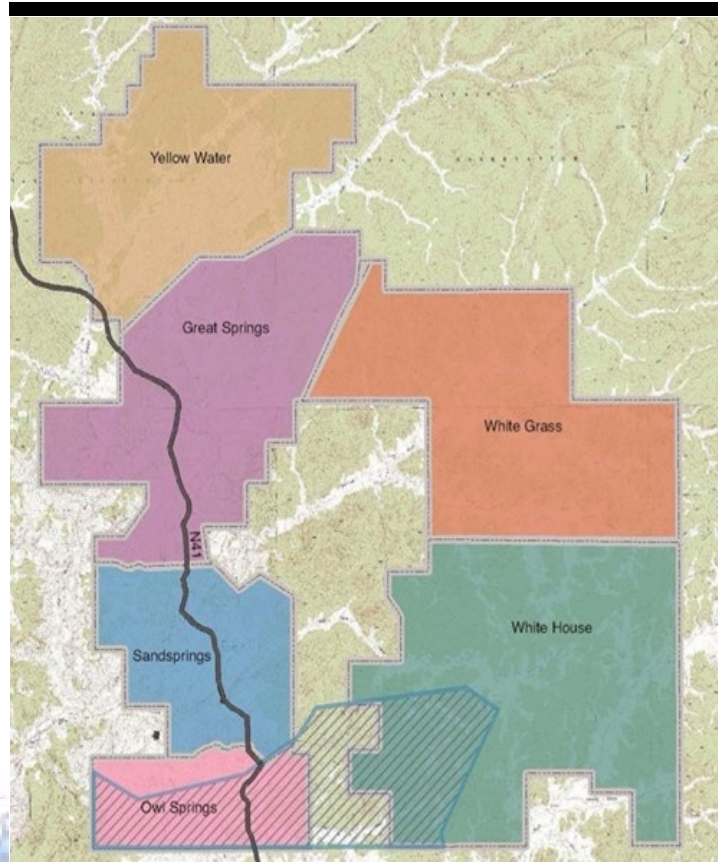 Yellow Water
Great Springs
White Grass
N41
White House
Sandsprings
Owl Springs